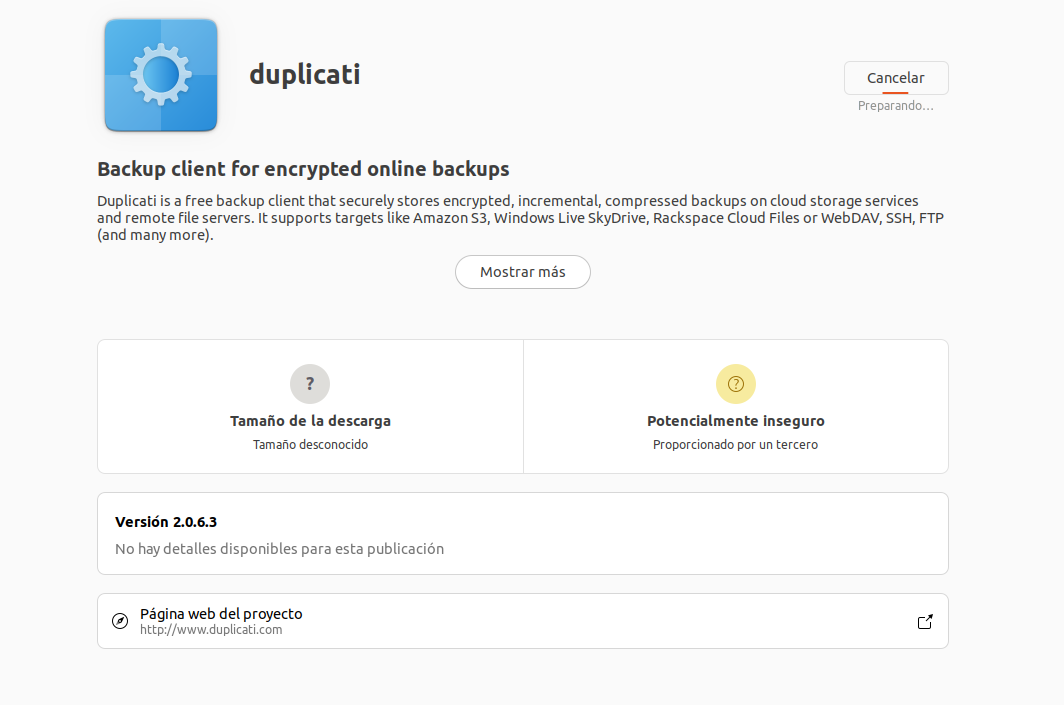 duplicati
Cancelar
Preparando…
Backup client for encrypted online backups
Duplicati is a free backup client that securely stores encrypted, incremental, compressed backups on cloud storage services
and remote file servers. It supports targets like Amazon S3, Windows Live SkyDrive, Rackspace Cloud Files or WebDAV, SSH, FTP
(and many more).
Mostrar más
?
?
Tamaño de la descarga
Potencialmente inseguro
Tamaño desconocido
Proporcionado por un tercero
Versión 2.0.6.3
No hay detalles disponibles para esta publicación
Página web del proyecto
http://www.duplicati.com